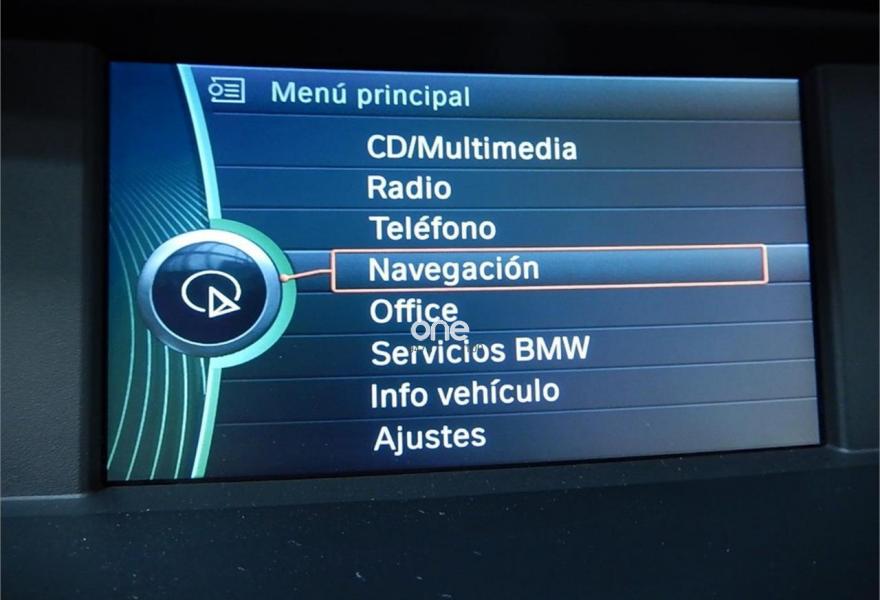 Menú principal
CD/Multimedia
Radio
Teléfono
Navegación
Office
one
Servicios BMW
Info vehículo
Ajustes